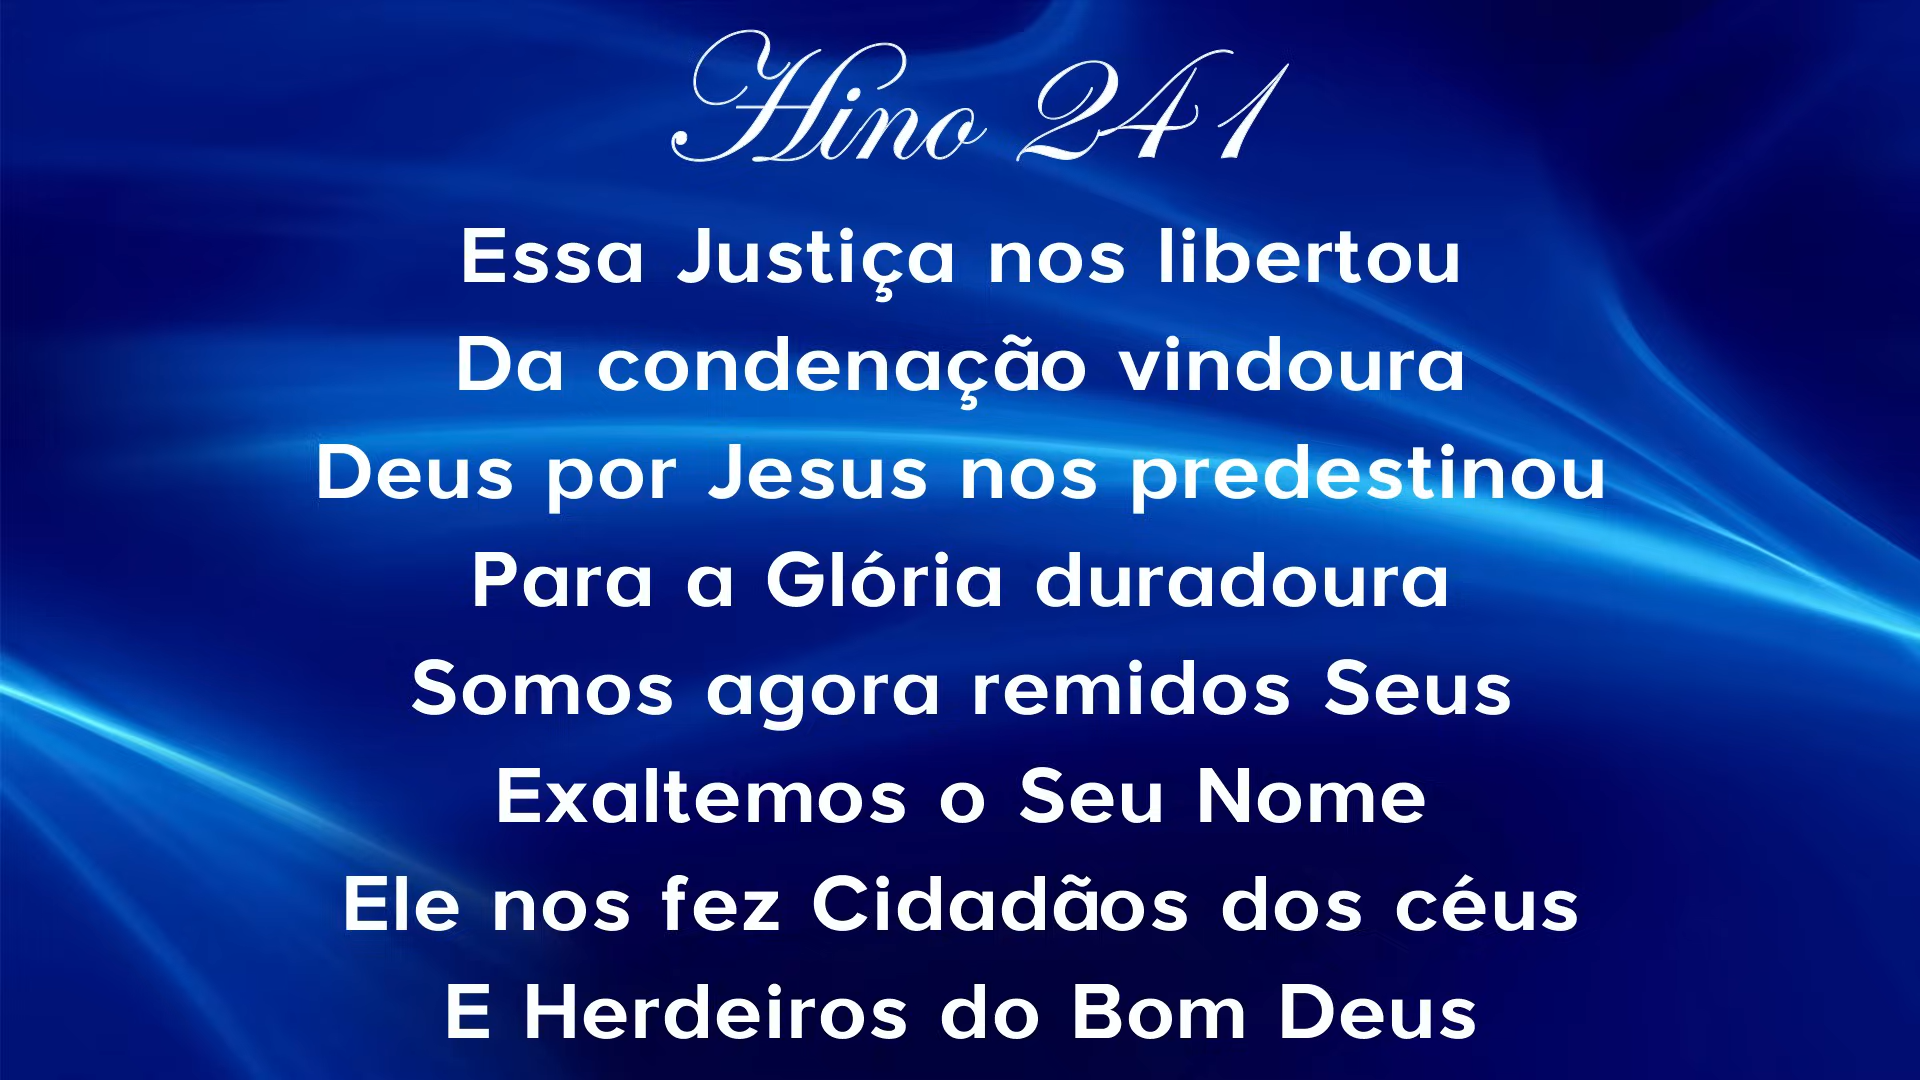 Hino 241
Essa Justiça nos libertou
Da condenação vindoura
Deus por Jesus nos predestinou
Para a Glória duradoura
Somos agora remidos Seus
Exaltemos o Seu Nome
Ele nos fez Cidadãos dos céus
E Herdeiros do Bom Deus